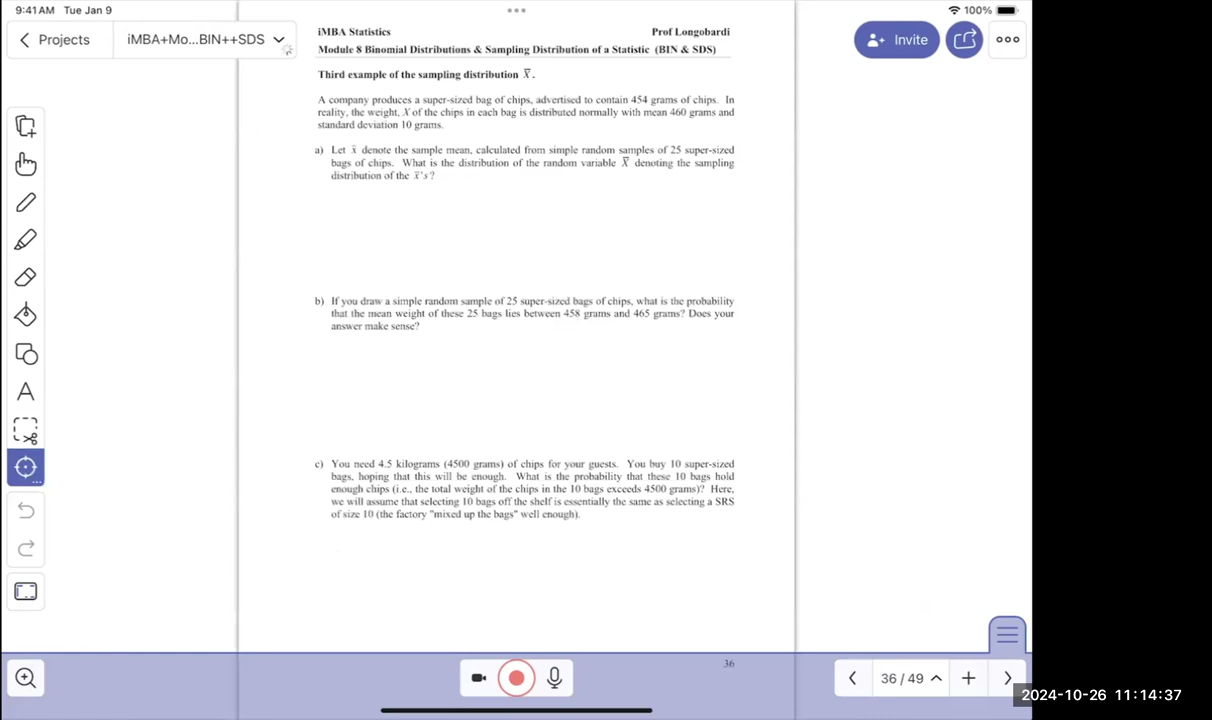 9:41 AM Tue Jan 9
100%
Projects
iMBA+Mo...BIN++SDS
Invite
iMBA Statistics Prof Longobardi
Module 8 Binomial Distributions & Sampling Distribution of a Statistic (BIN & SDS)
Third example of the sampling distribution X̅.
A company produces a super-sized bag of chips, advertised to contain 454 grams of chips. In
reality, the weight, X of the chips in each bag is distributed normally with mean 460 grams and
standard deviation 10 grams.
a) Let x̅ denote the sample mean, calculated from simple random samples of 25 super-sized
bags of chips. What is the distribution of the random variable X̅ denoting the sampling
distribution of the x̅'s?
b) If you draw a simple random sample of 25 super-sized bags of chips, what is the probability
that the mean weight of these 25 bags lies between 458 grams and 465 grams? Does your
answer make sense?
c) You need 4.5 kilograms (4500 grams) of chips for your guests. You buy 10 super-sized
bags, hoping that this will be enough. What is the probability that these 10 bags hold
enough chips (i.e., the total weight of the chips in the 10 bags exceeds 4500 grams)? Here,
we will assume that selecting 10 bags off the shelf is essentially the same as selecting a SRS
of size 10 (the factory "mixed up the bags" well enough).
36
36 / 49
2024-10-26 11:14:37